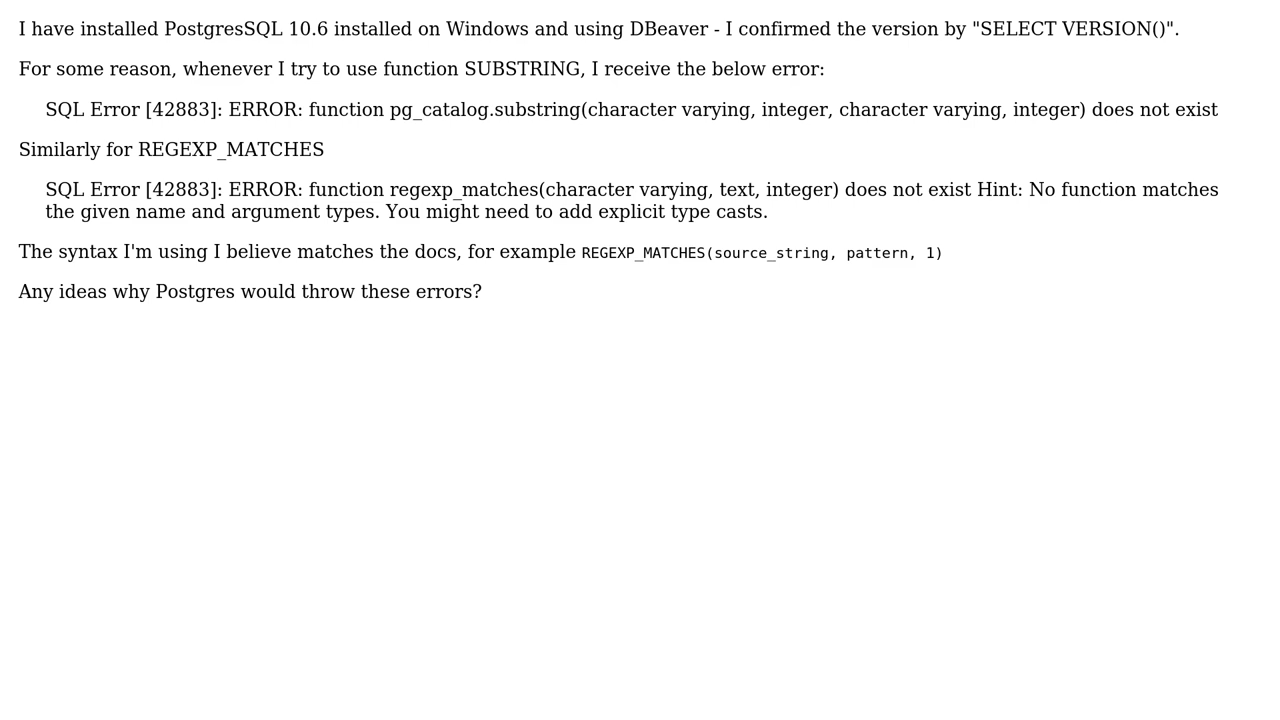 I have installed PostgresSQL 10.6 installed on Windows and using DBeaver - I confirmed the version by "SELECT VERSION()".
For some reason, whenever I try to use function SUBSTRING, I receive the below error:
SQL Error [42883]: ERROR: function pg_catalog.substring(character varying, integer, character varying, integer) does not exist
Similarly for REGEXP_MATCHES
SQL Error [42883]: ERROR: function regexp_matches(character varying, text, integer) does not exist Hint: No function matches
the given name and argument types. You might need to add explicit type casts.
The syntax I'm using I believe matches the docs, for example REGEXP_MATCHES(source_string, pattern, 1)
Any ideas why Postgres would throw these errors?